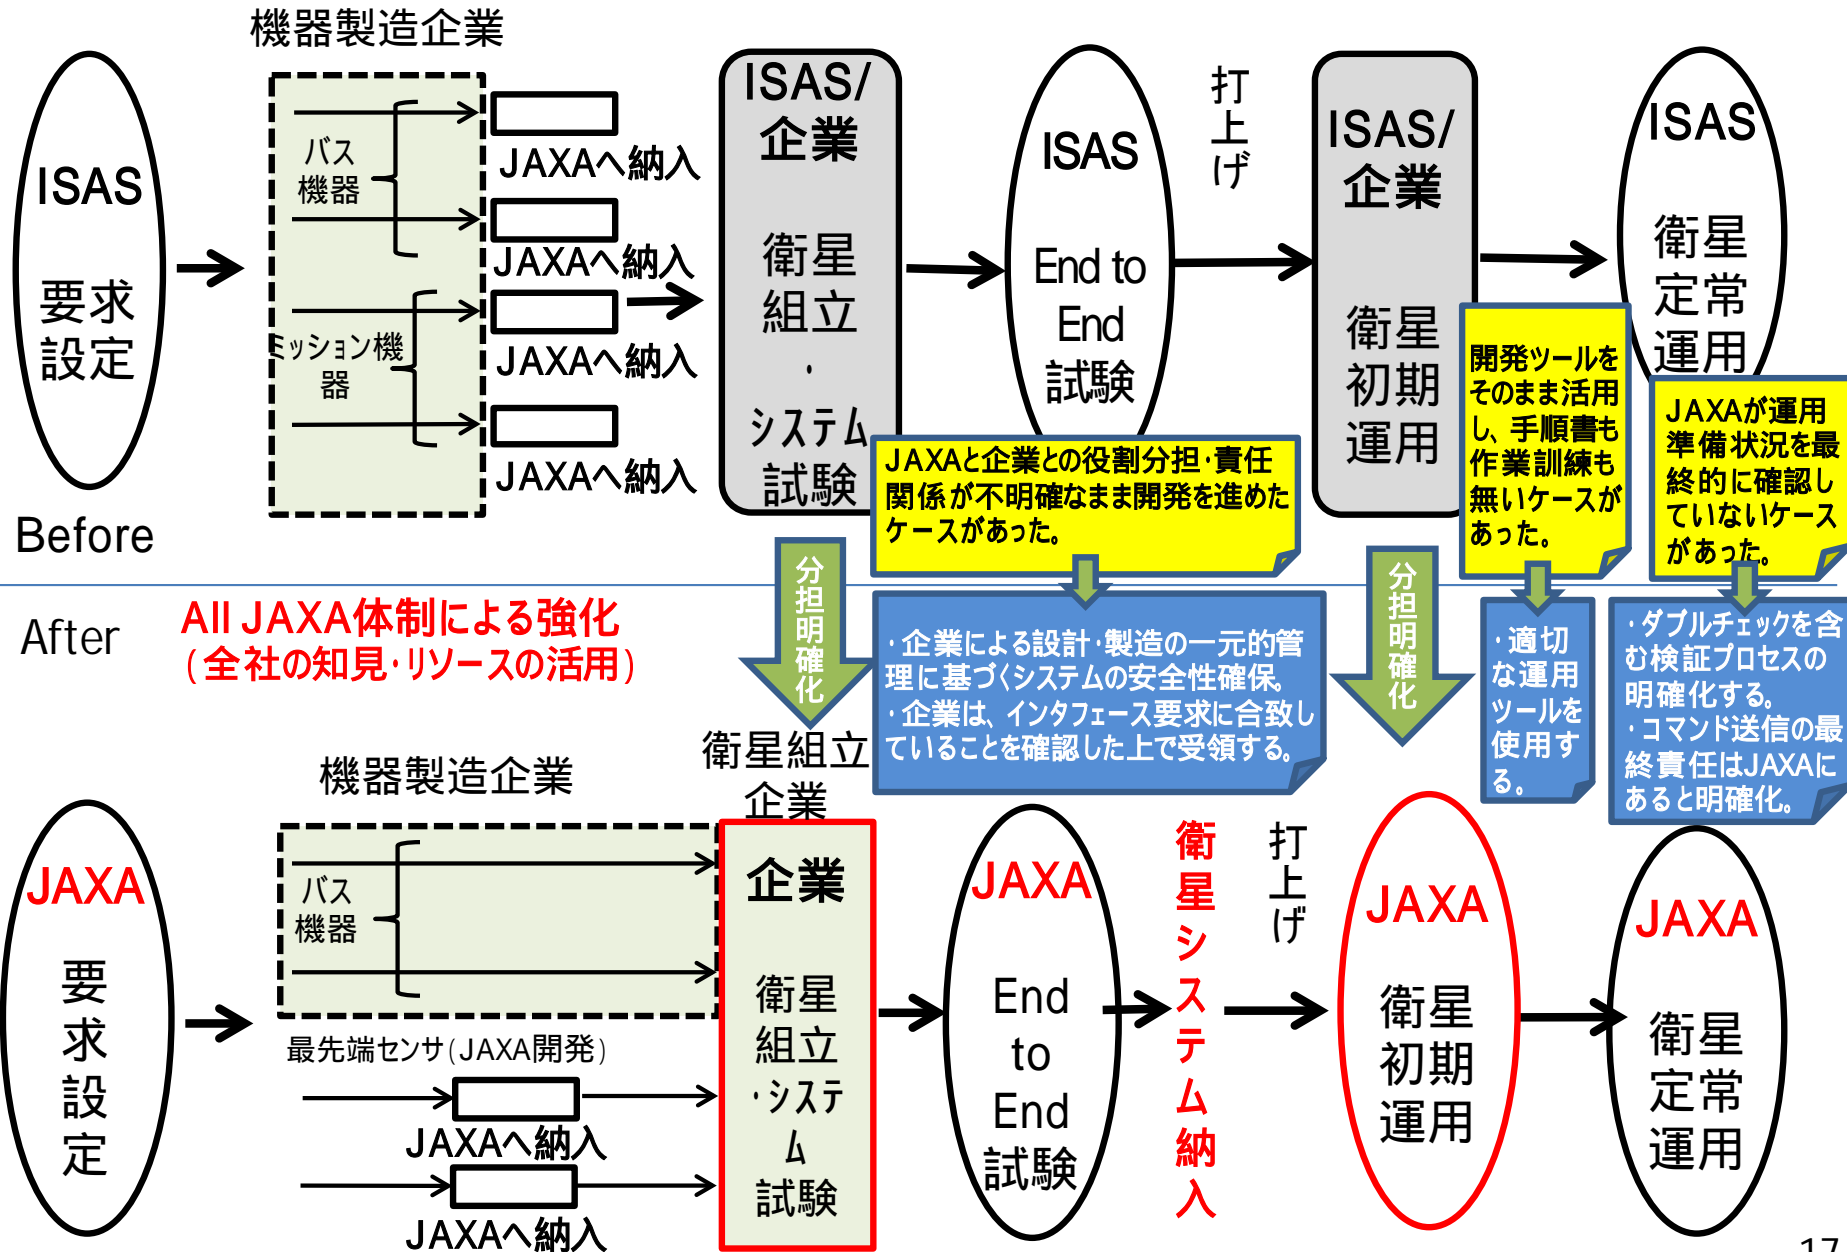 機器製造企業
ISAS
要求
設定
バス
機器
ミッション機
器
JAXAへ納入
JAXAへ納入
JAXAへ納入
JAXAへ納入
ISAS/
企業
衛星
組立
・
システム
試験
ISAS
End to
End
試験
打
上
げ
ISAS/
企業
衛星
初期
運用
ISAS
衛星
定常
運用
JAXAと企業との役割分担・責任
関係が不明確なまま開発を進めた
ケースがあった。
開発ツールを
そのまま活用
し、手順書も
作業訓練も
無いケースが
あった。
JAXAが運用
準備状況を最
終的に確認し
ていないケース
があった。
Before
After
All JAXA体制による強化
(全社の知見・リソースの活用)
分
担
明
確
化
・企業による設計・製造の一元的管
理に基づくシステムの安全性確保。
・企業は、インタフェース要求に合致し
ていることを確認した上で受領する。
分
担
明
確
化
・適切
な運用
ツールを
使用す
る。
・ダブルチェックを含
む検証プロセスの
明確化する。
・コマンド送信の最
終責任はJAXAに
あると明確化。
JAXA
要
求
設
定
機器製造企業
バス
機器
最先端センサ(JAXA開発)
JAXAへ納入
JAXAへ納入
衛星組立
企業
企業
衛星
組立
・システ
ム
試験
JAXA
End
to
End
試験
衛
星
シ
ス
テ
ム
納
入
打
上
げ
JAXA
衛星
初期
運用
JAXA
衛星
定常
運用
17